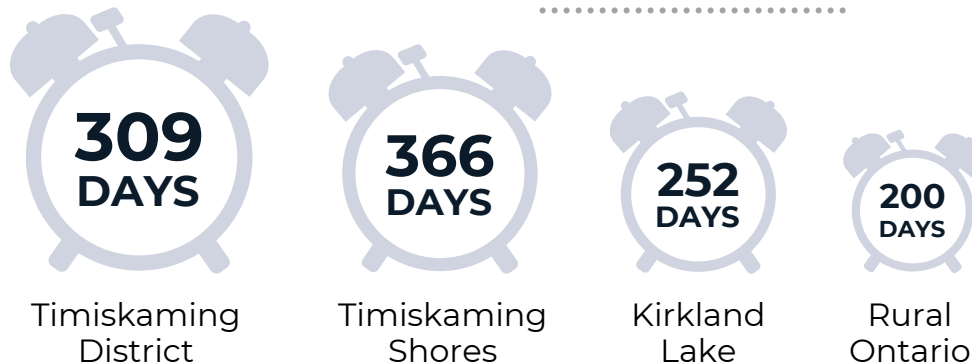 309
DAYS
366
DAYS
252
DAYS
200
DAYS
Timiskaming
District
Timiskaming
Shores
Kirkland
Lake
Rural
Ontario